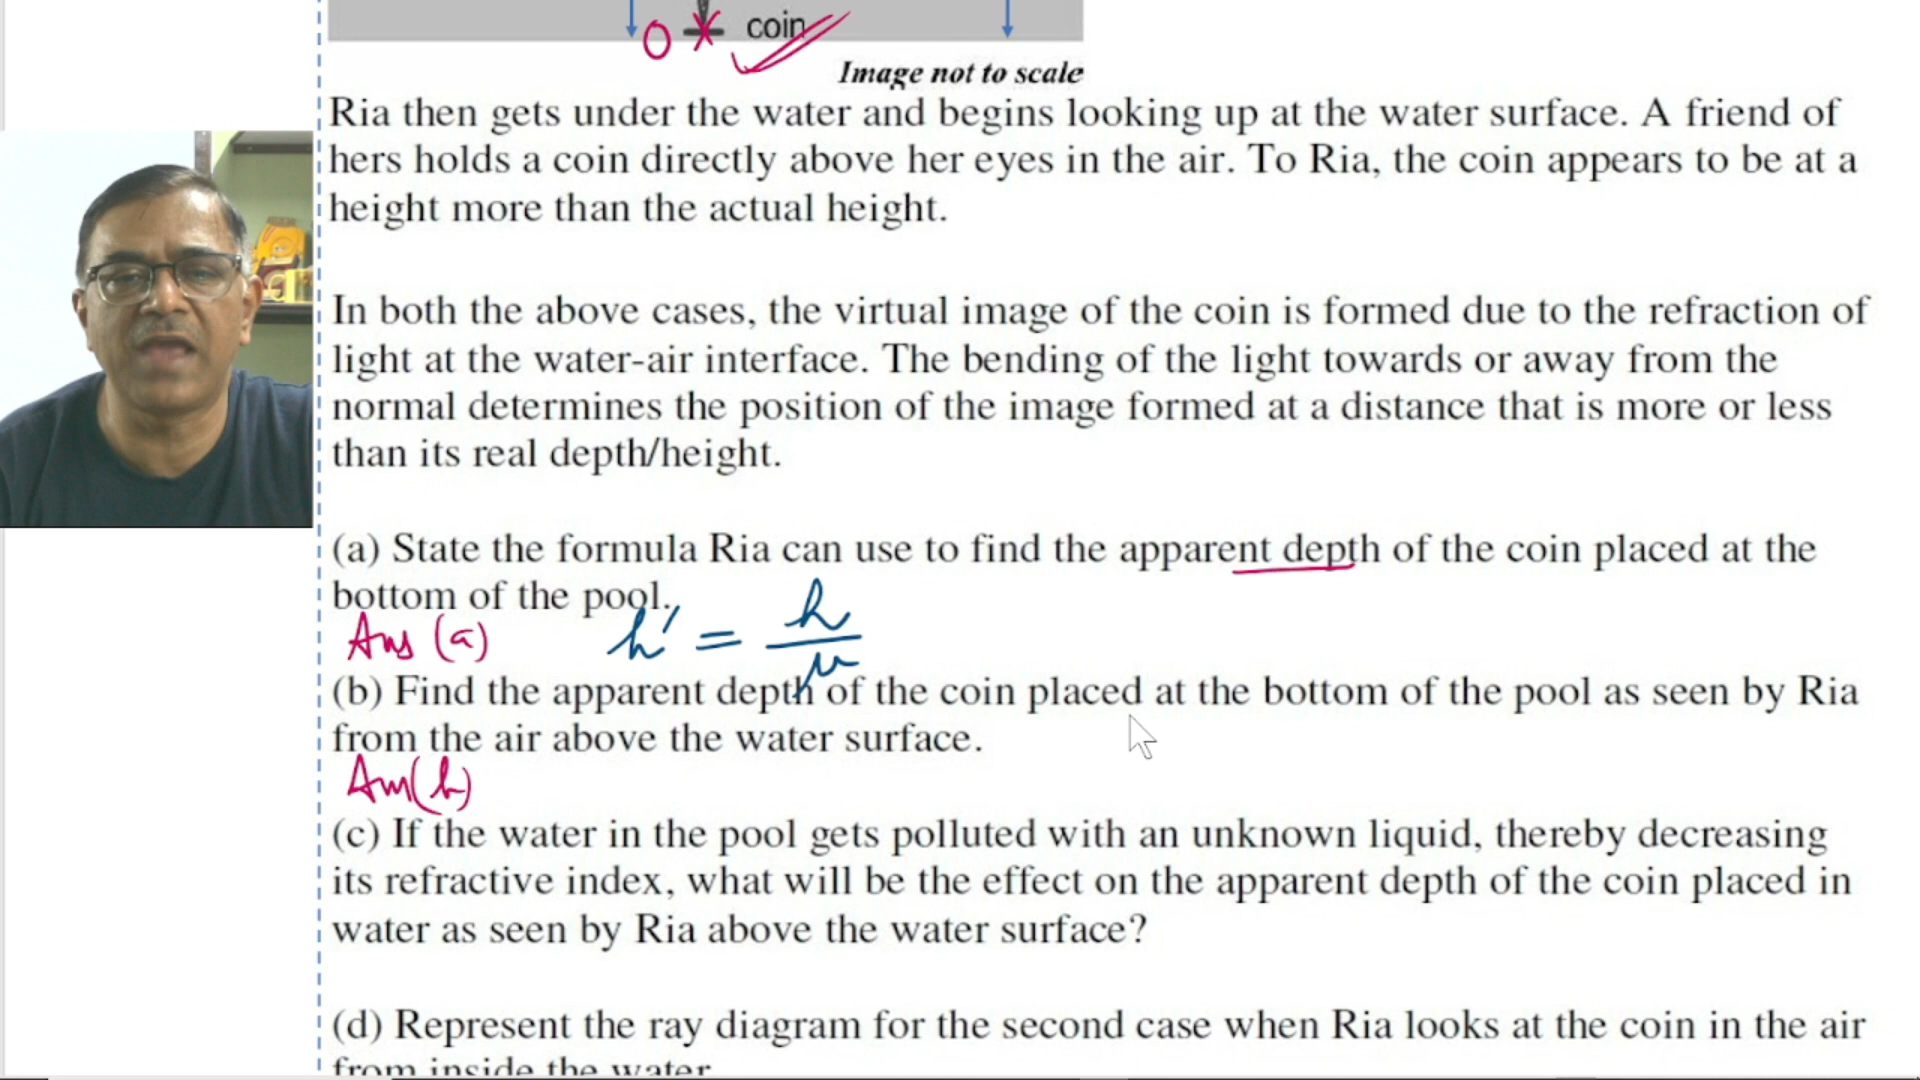 coin
Image not to scale
Ria then gets under the water and begins looking up at the water surface. A friend of
hers holds a coin directly above her eyes in the air. To Ria, the coin appears to be at a
height more than the actual height.
In both the above cases, the virtual image of the coin is formed due to the refraction of
light at the water-air interface. The bending of the light towards or away from the
normal determines the position of the image formed at a distance that is more or less
than its real depth/height.
(a) State the formula Ria can use to find the apparent depth of the coin placed at the
bottom of the pool.
Ans (a) h' = h/μ
(b) Find the apparent depth of the coin placed at the bottom of the pool as seen by Ria
from the air above the water surface.
Ans (b)
(c) If the water in the pool gets polluted with an unknown liquid, thereby decreasing
its refractive index, what will be the effect on the apparent depth of the coin placed in
water as seen by Ria above the water surface?
(d) Represent the ray diagram for the second case when Ria looks at the coin in the air
from inside the water